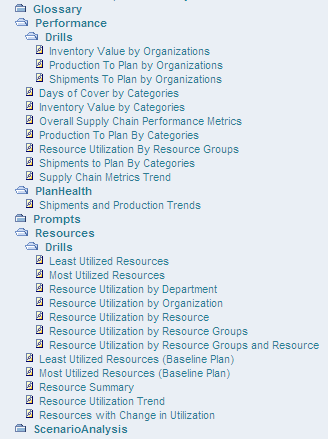 Glossary
Performance
Drills
Inventory Value by Organizations
Production To Plan by Organizations
Shipments To Plan by Organizations
Days of Cover by Categories
Inventory Value by Categories
Overall Supply Chain Performance Metrics
Production To Plan By Categories
Resource Utilization By Resource Groups
Shipments to Plan By Categories
Supply Chain Metrics Trend
PlanHealth
Shipments and Production Trends
Prompts
Resources
Drills
Least Utilized Resources
Most Utilized Resources
Resource Utilization by Department
Resource Utilization by Organization
Resource Utilization by Resource
Resource Utilization by Resource Groups
Resource Utilization by Resource Groups and Resource
Least Utilized Resources (Baseline Plan)
Most Utilized Resources (Baseline Plan)
Resource Summary
Resource Utilization Trend
Resources with Change in Utilization
ScenarioAnalysis